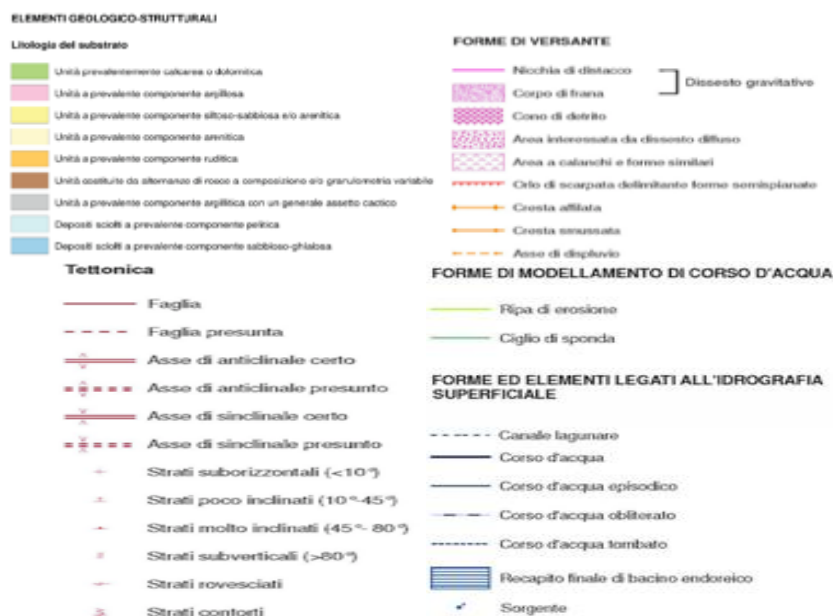 ELEMENTI GEOLOGICO-STRUTTURALI
Litologia del substrato
Unità prevalentemente calcarea o dolomitica
Unità a prevalente componente argillosa
Unità a prevalente componente siltoso-sabbiosa e/o arenitica
Unità a prevalente componente arenitica
Unità a prevalente componente ruditica
Unità costituite da alternanze di rocce a composizione e/o granulometria variabile
Unità a prevalente componente argillitica con un generale assetto caotico
Depositi sciolti a prevalente componente pelitica
Depositi sciolti a prevalente componente sabbioso-ghiaiosa
Tettonica
Faglia
Faglia presunta
Asse di anticlinale certo
Asse di anticlinale presunto
Asse di sinclinale certo
Asse di sinclinale presunto
Strati suborizzontali (<10°)
Strati poco inclinati (10°-45°)
Strati molto inclinati (45°- 80°)
Strati subverticali (>80°)
Strati rovesciati
Strati contorti
FORME DI VERSANTE
Nicchia di distacco
Corpo di frana
Dissesto gravitativo
Cono di detrito
Area interessata da dissesto diffuso
Area a calanchi e forme similari
Orlo di scarpata delimitante forme semispianate
Cresta affilata
Cresta smussata
Asse di displuvio
FORME DI MODELLAMENTO DI CORSO D'ACQUA
Ripa di erosione
Ciglio di sponda
FORME ED ELEMENTI LEGATI ALL'IDROGRAFIA
SUPERFICIALE
Canale lagunare
Corso d'acqua
Corso d'acqua episodico
Corso d'acqua obliterato
Corso d'acqua tombato
Recapito finale di bacino endoreico
Sorgente